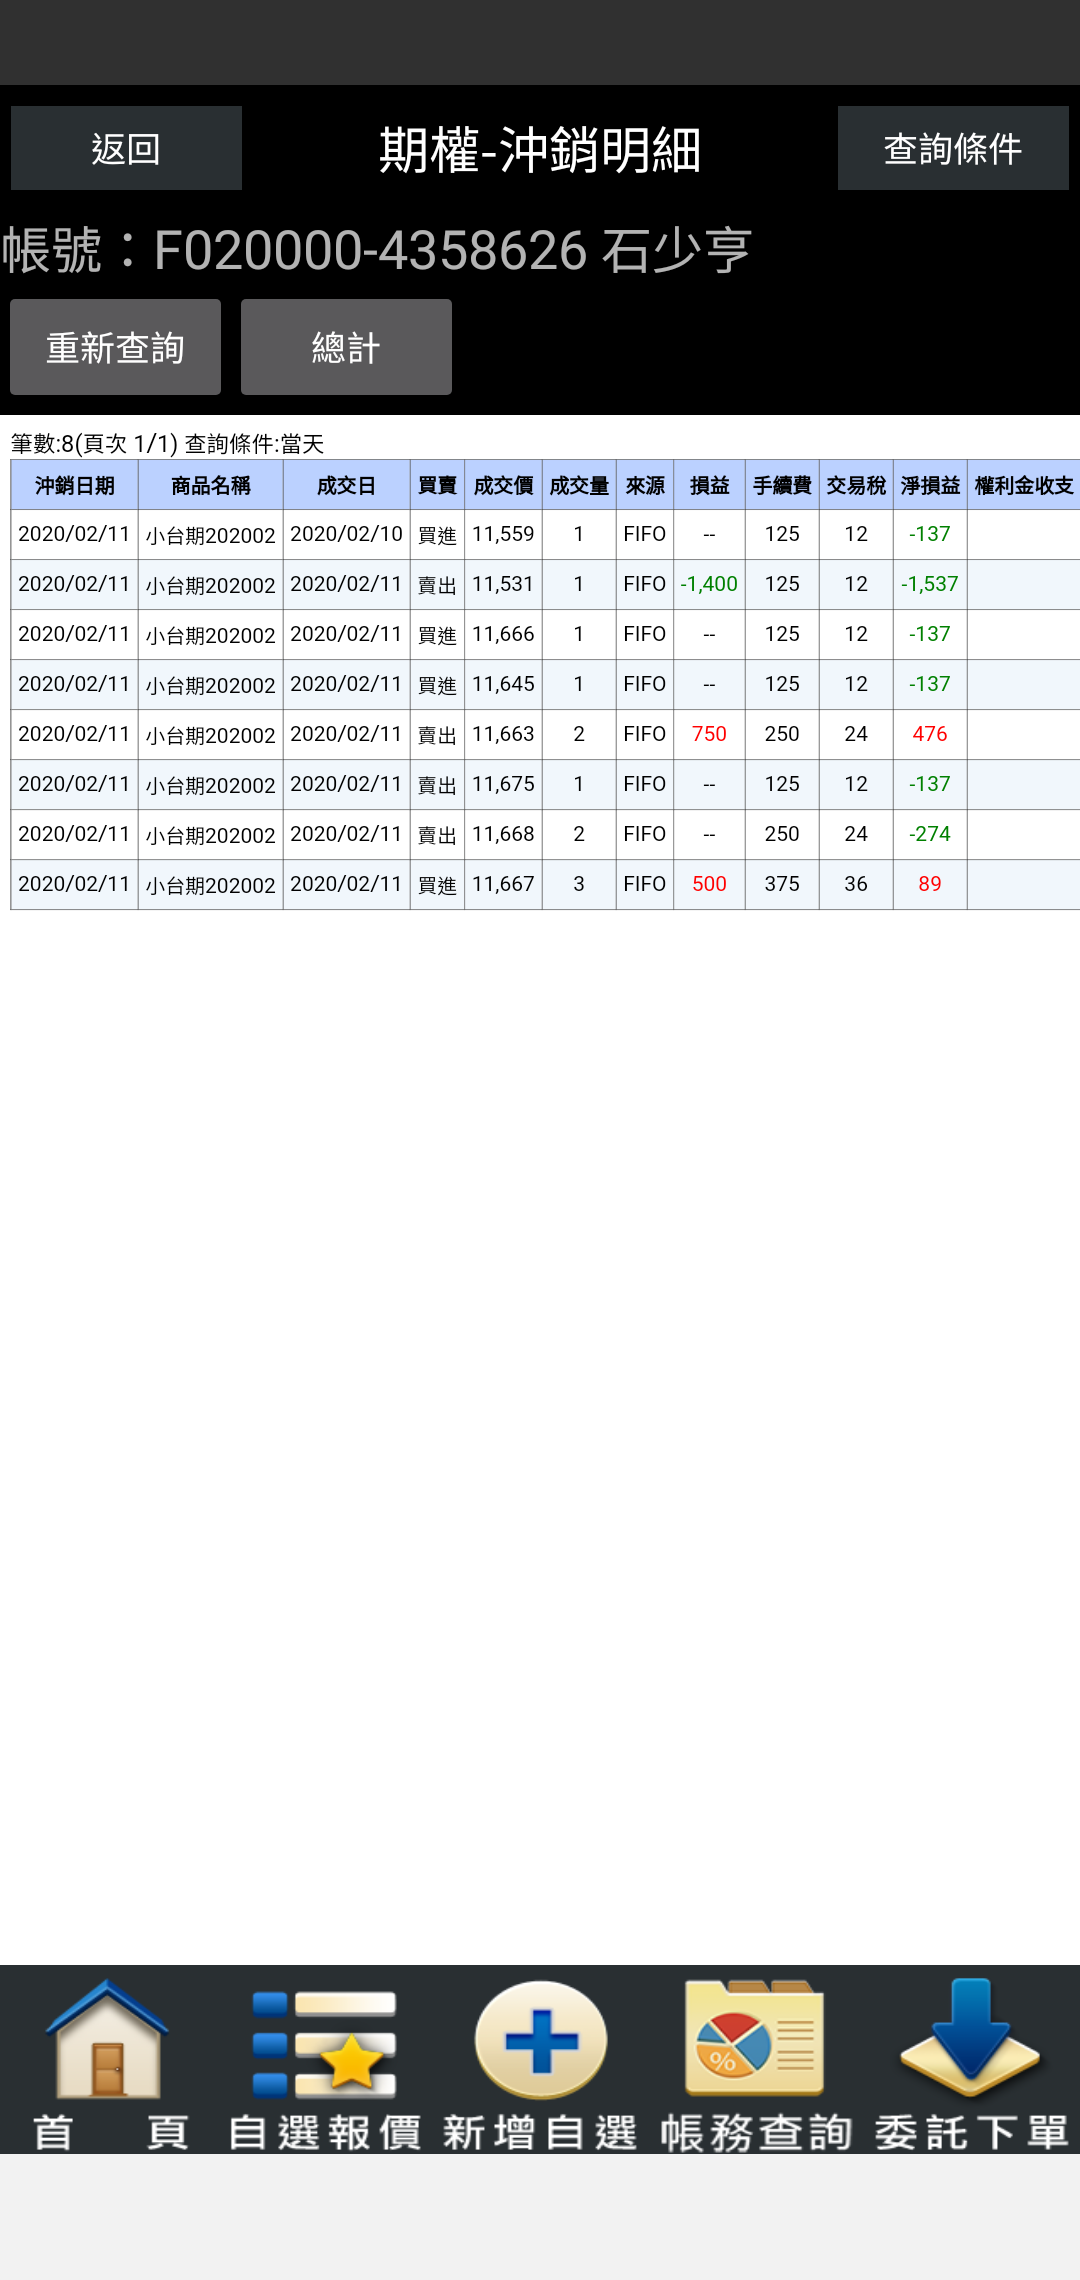 返回 期權-沖銷明細 查詢條件
帳號：F020000-4358626 石少亨
重新查詢 總計
筆數:8(頁次 1/1) 查詢條件:當天
沖銷日期 商品名稱 成交日 買賣 成交價 成交量 來源 損益 手續費 交易稅 淨損益 權利金收支
2020/02/11 小台期202002 2020/02/10 買進 11,559 1 FIFO -- 125 12 -137
2020/02/11 小台期202002 2020/02/11 賣出 11,531 1 FIFO -1,400 125 12 -1,537
2020/02/11 小台期202002 2020/02/11 買進 11,666 1 FIFO -- 125 12 -137
2020/02/11 小台期202002 2020/02/11 買進 11,645 1 FIFO -- 125 12 -137
2020/02/11 小台期202002 2020/02/11 賣出 11,663 2 FIFO 750 250 24 476
2020/02/11 小台期202002 2020/02/11 賣出 11,675 1 FIFO -- 125 12 -137
2020/02/11 小台期202002 2020/02/11 賣出 11,668 2 FIFO -- 250 24 -274
2020/02/11 小台期202002 2020/02/11 買進 11,667 3 FIFO 500 375 36 89
%
首 頁 自選報價 新增自選 帳務查詢 委託下單